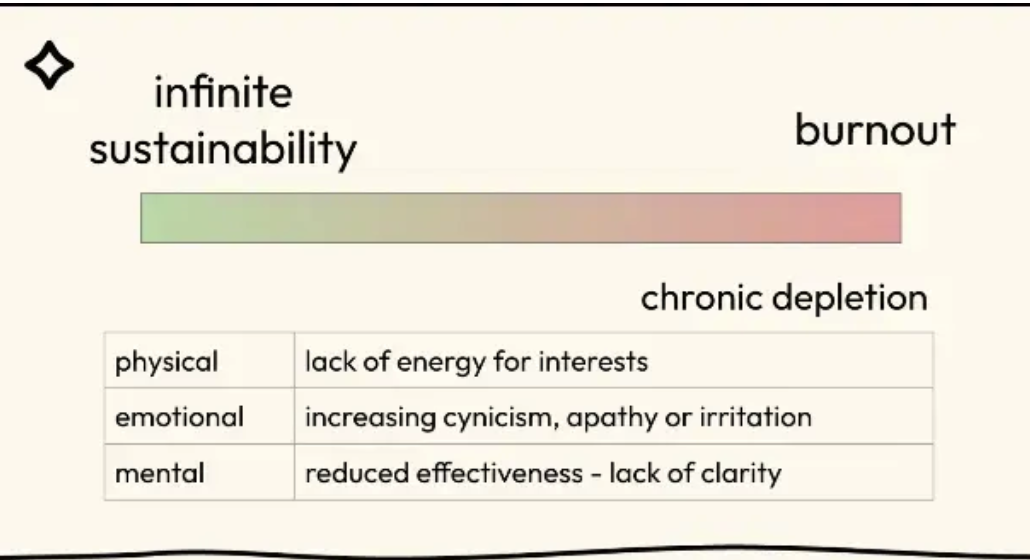 infinite
sustainability
burnout
chronic depletion
physical lack of energy for interests
emotional increasing cynicism, apathy or irritation
mental reduced effectiveness - lack of clarity